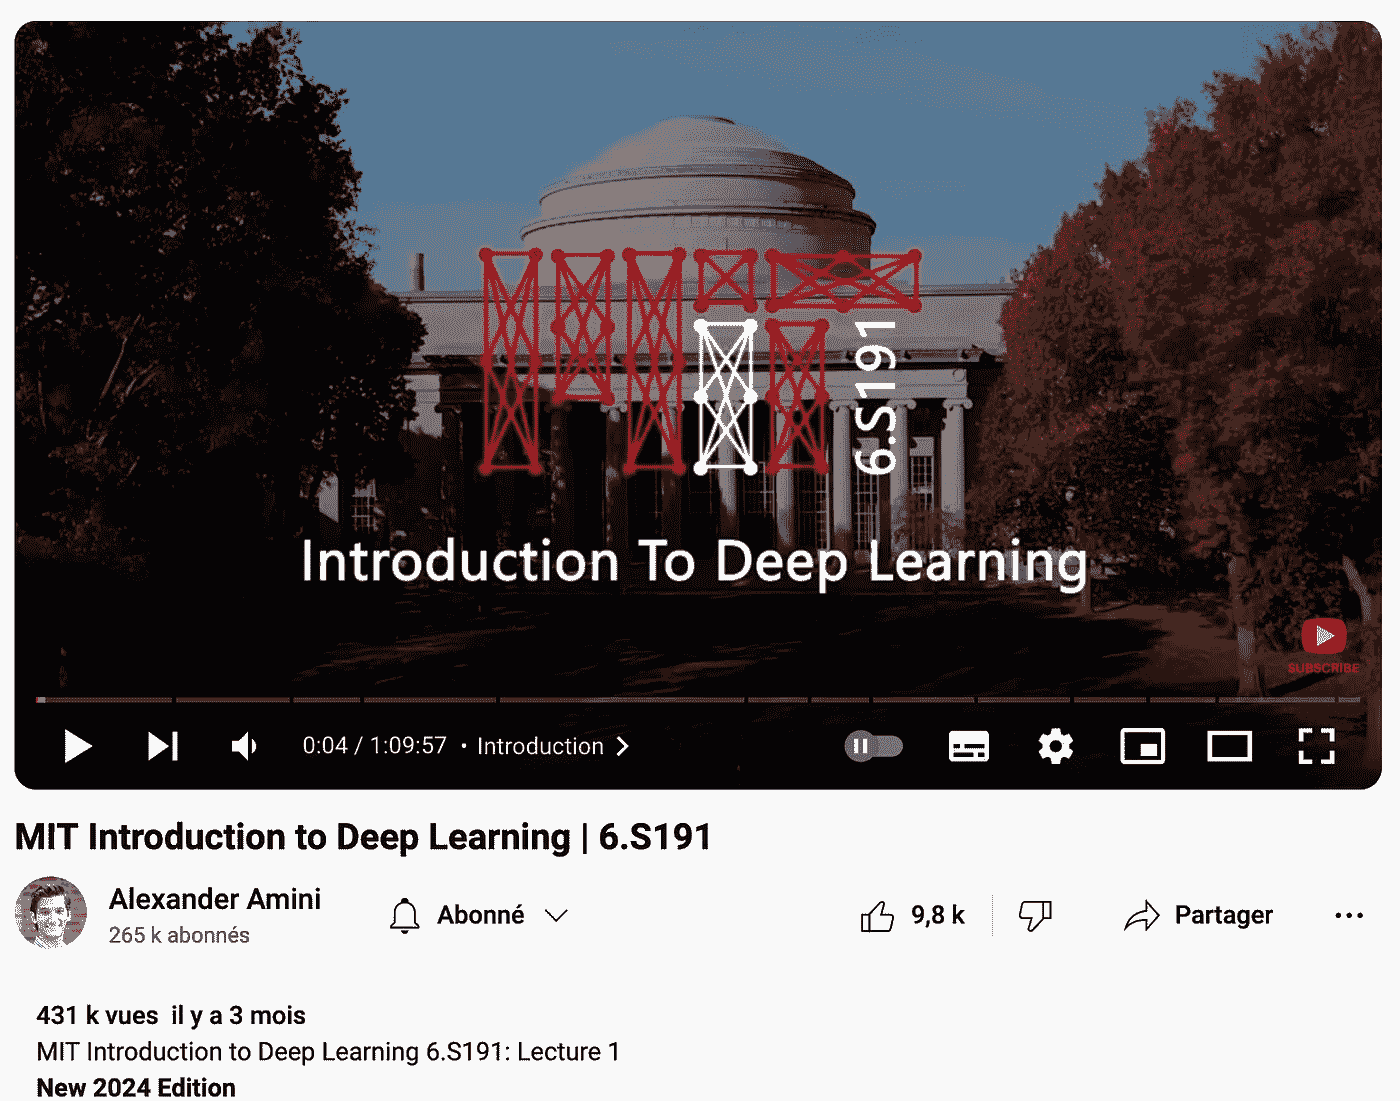 6.S191
Introduction To Deep Learning
SUBSCRIBE
0:04 / 1:09:57 • Introduction
MIT Introduction to Deep Learning | 6.S191
Alexander Amini
265 k abonnés
Abonné
9,8 k
Partager
431 k vues il y a 3 mois
MIT Introduction to Deep Learning 6.S191: Lecture 1
New 2024 Edition